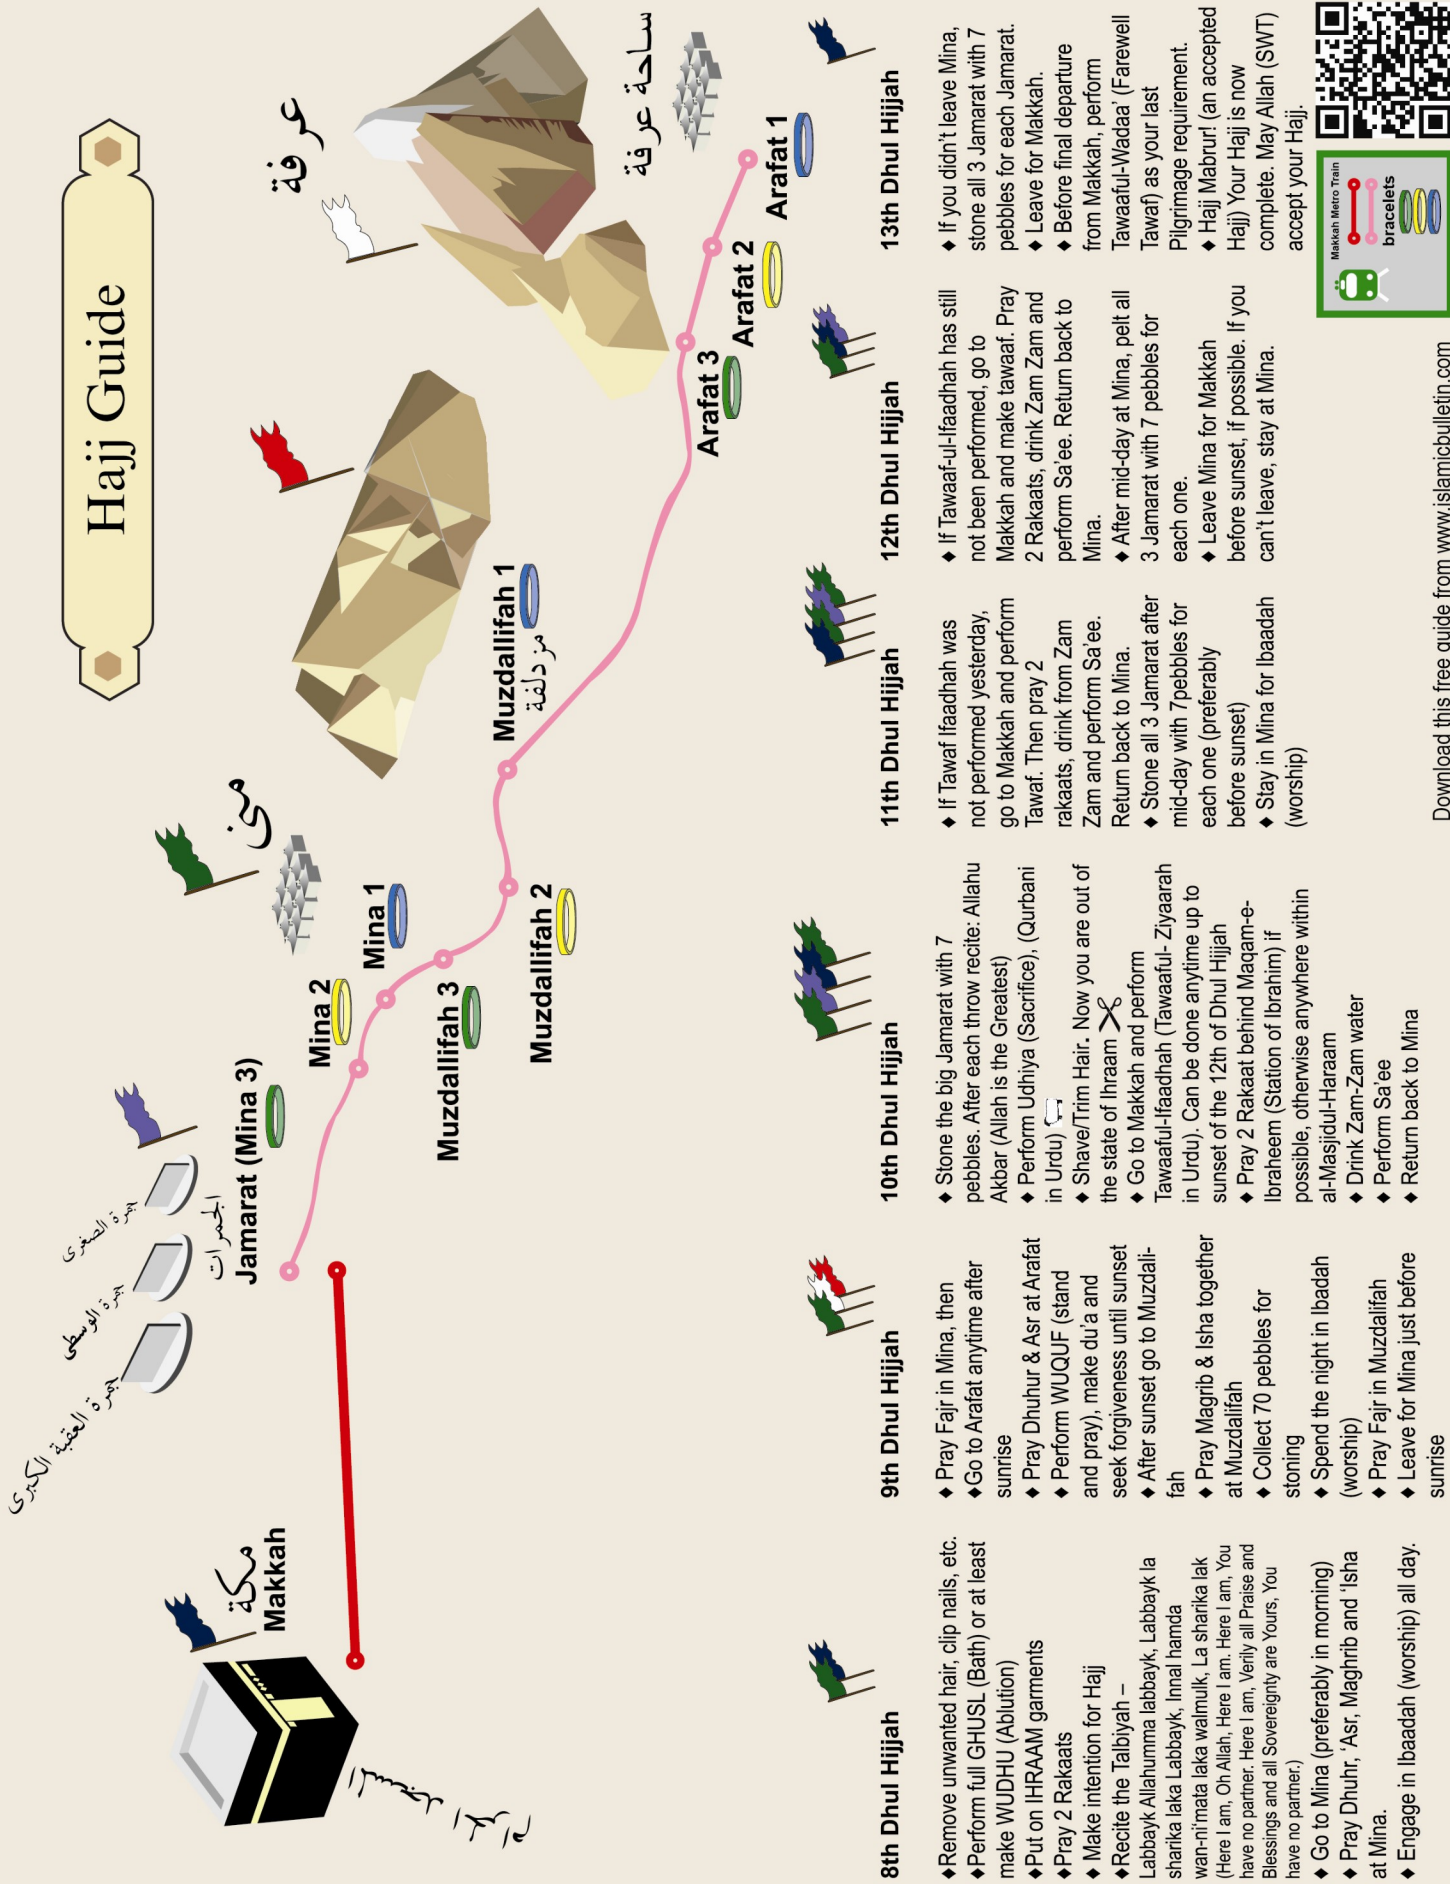 Hajj Guide
مكة
Makkah
المسجد الحرام
جمرة العقبة الكبرى
جمرة الوسطى
جمرة الصغرى
الجمرات
Jamarat (Mina 3)
Mina 2
Mina 1
منى
Muzdallifah 3
Muzdallifah 2
Muzdallifah 1
مزدلفة
عرفة
ساحة عرفة
Arafat 3
Arafat 2
Arafat 1
8th Dhul Hijjah
♦Remove unwanted hair, clip nails, etc.
♦Perform full GHUSL (Bath) or at least
make WUDHU (Ablution)
♦Put on IHRAAM garments
♦Pray 2 Rakaats
♦ Make intention for Hajj
♦Recite the Talbiyah –
Labbayk Allahumma labbayk, Labbayk la
sharika laka Labbayk, Innal hamda
wan-ni'mata laka walmulk, La sharika lak
(Here I am, Oh Allah, Here I am. Here I am, You
have no partner. Here I am, Verily all Praise and
Blessings and all Sovereignty are Yours, You
have no partner.)
♦ Go to Mina (preferably in morning)
♦ Pray Dhuhr, ‘Asr, Maghrib and ‘Isha
at Mina.
♦ Engage in Ibaadah (worship) all day.
9th Dhul Hijjah
♦ Pray Fajr in Mina, then
♦Go to Arafat anytime after
sunrise
♦ Pray Dhuhur & Asr at Arafat
♦ Perform WUQUF (stand
and pray), make du'a and
seek forgiveness until sunset
♦ After sunset go to Muzdali-
fah
♦ Pray Magrib & Isha together
at Muzdalifah
♦ Collect 70 pebbles for
stoning
♦ Spend the night in Ibadah
(worship)
♦ Pray Fajr in Muzdalifah
♦ Leave for Mina just before
sunrise
10th Dhul Hijjah
♦ Stone the big Jamarat with 7
pebbles. After each throw recite: Allahu
Akbar (Allah is the Greatest)
♦ Perform Udhiya (Sacrifice), (Qurbani
in Urdu)
♦ Shave/Trim Hair. Now you are out of
the state of Ihraam
♦ Go to Makkah and perform
Tawaaful-Ifaadhah (Tawaaful- Ziyaarah
in Urdu). Can be done anytime up to
sunset of the 12th of Dhul Hijjah
♦ Pray 2 Rakaat behind Maqam-e-
Ibraheem (Station of Ibrahim) if
possible, otherwise anywhere within
al-Masjidul-Haraam
♦ Drink Zam-Zam water
♦ Perform Sa'ee
♦ Return back to Mina
11th Dhul Hijjah
♦ If Tawaf Ifaadhah was
not performed yesterday,
go to Makkah and perform
Tawaf. Then pray 2
rakaats, drink from Zam
Zam and perform Sa'ee.
Return back to Mina.
♦ Stone all 3 Jamarat after
mid-day with 7pebbles for
each one (preferably
before sunset)
♦ Stay in Mina for Ibaadah
(worship)
12th Dhul Hijjah
♦ If Tawaaf-ul-Ifaadhah has still
not been performed, go to
Makkah and make tawaaf. Pray
2 Rakaats, drink Zam Zam and
perform Sa'ee. Return back to
Mina.
♦ After mid-day at Mina, pelt all
3 Jamarat with 7 pebbles for
each one.
♦ Leave Mina for Makkah
before sunset, if possible. If you
can't leave, stay at Mina.
13th Dhul Hijjah
♦ If you didn't leave Mina,
stone all 3 Jamarat with 7
pebbles for each Jamarat.
♦ Leave for Makkah.
♦ Before final departure
from Makkah, perform
Tawaaful-Wadaa' (Farewell
Tawaf) as your last
Pilgrimage requirement.
♦ Hajj Mabrur! (an accepted
Hajj) Your Hajj is now
complete. May Allah (SWT)
accept your Hajj.
Makkah Metro Train
bracelets
Download this free guide from www.islamicbulletin.com